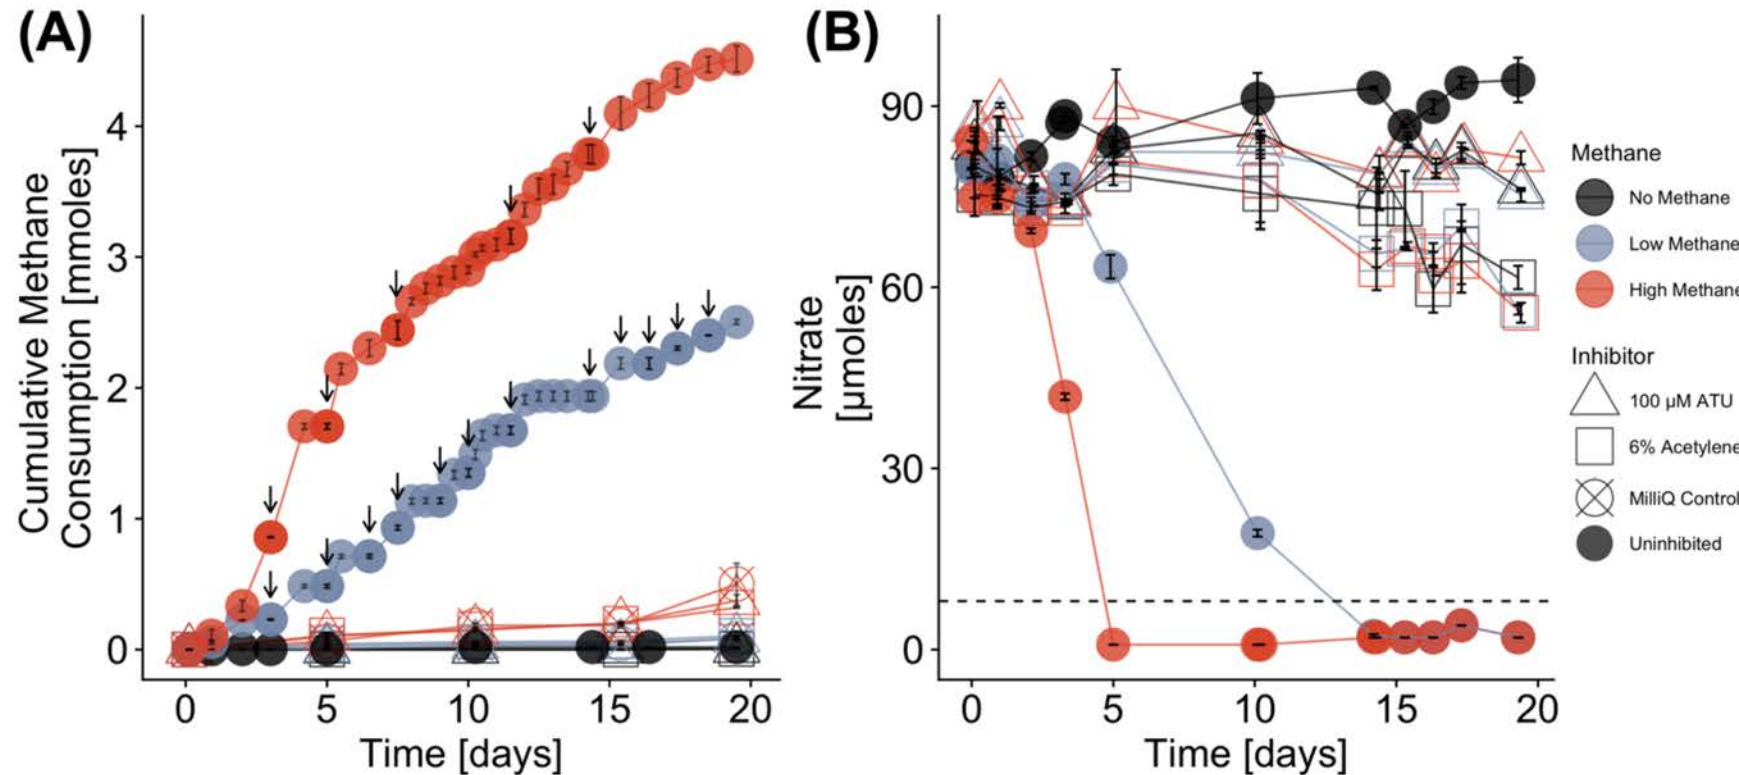 (A)
Cumulative Methane
Consumption [mmoles]
4
3
2
1
0
0 5 10 15 20
Time [days]
(B)
Nitrate
[µmoles]
90
60
30
0
0 5 10 15 20
Time [days]
Methane
No Methane
Low Methane
High Methane
Inhibitor
100 µM ATU
6% Acetylene
MilliQ Control
Uninhibited